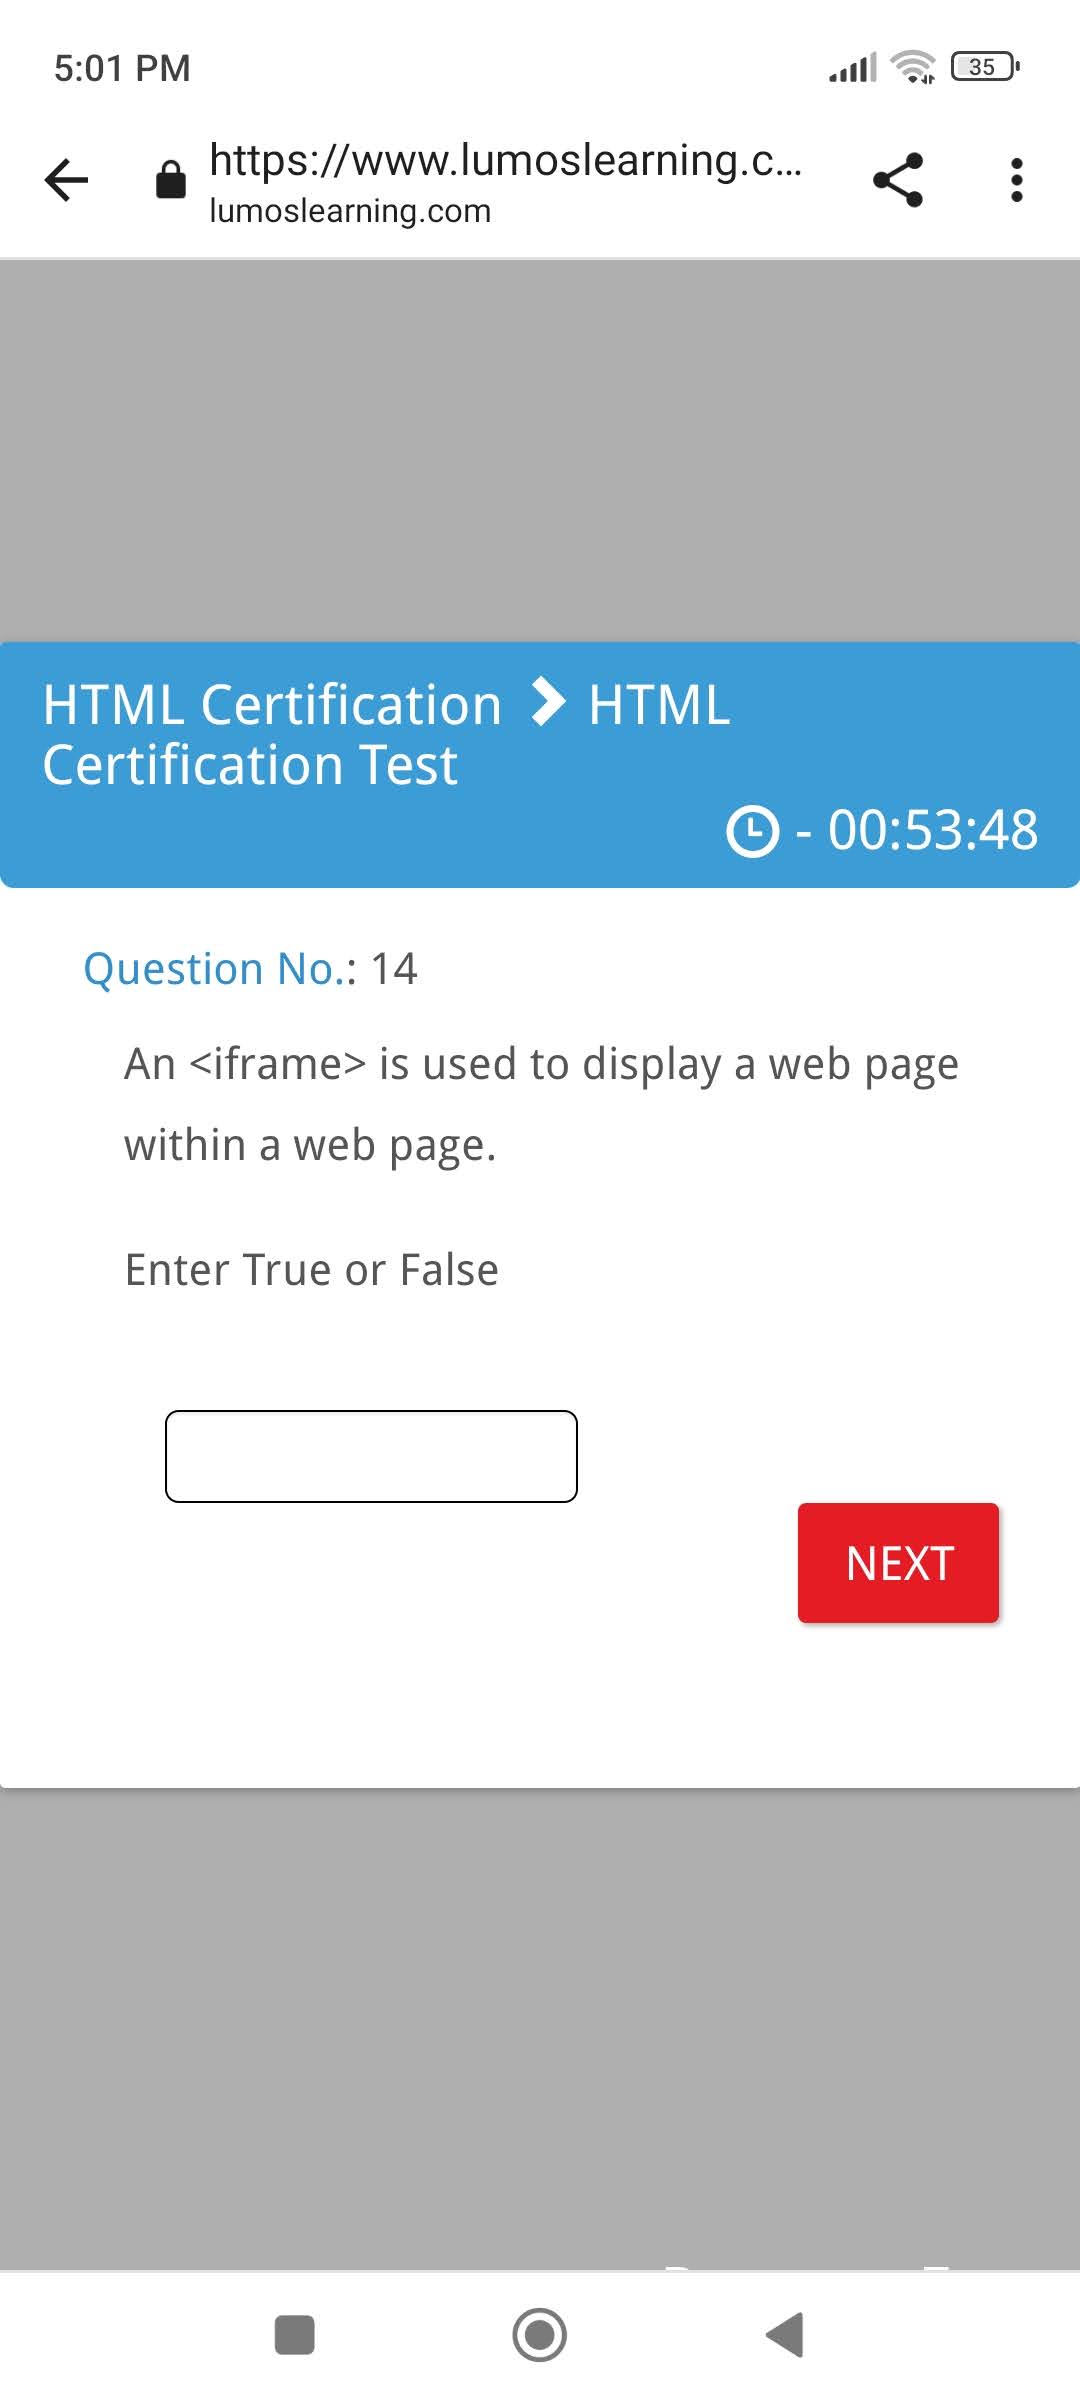 5:01 PM
35
https://www.lumoslearning.c...
lumoslearning.com
HTML Certification > HTML
Certification Test
- 00:53:48
Question No.: 14
An <iframe> is used to display a web page
within a web page.
Enter True or False
NEXT